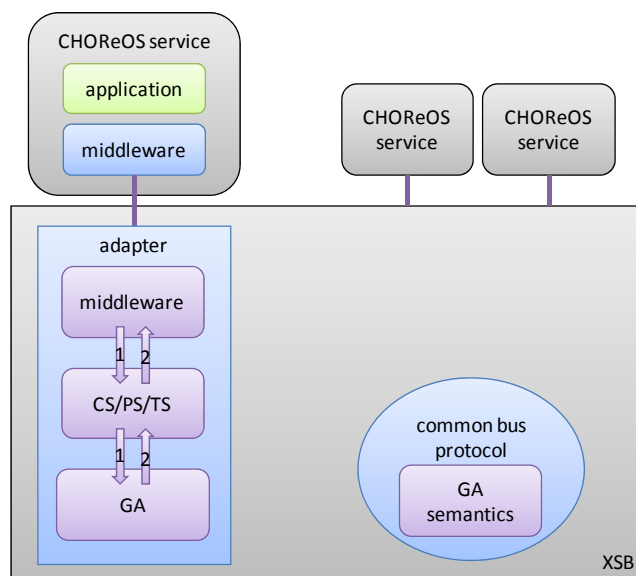 CHOReOS service
application
middleware
CHOReOS
service
CHOReOS
service
adapter
middleware
1
2
CS/PS/TS
1
2
GA
common bus
protocol
GA
semantics
XSB